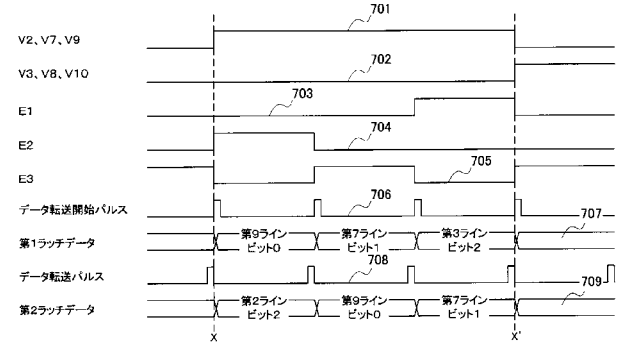 701
V2、V7、V9
702
V3、V8、V10
703
E1
704
E2
705
E3
706
データ転送開始パルス
707
第1ラッチデータ
第9ライン
ビット0
第7ライン
ビット1
第3ライン
ビット2
708
データ転送パルス
709
第2ラッチデータ
第2ライン
ビット2
第9ライン
ビット0
第7ライン
ビット1
X
X'